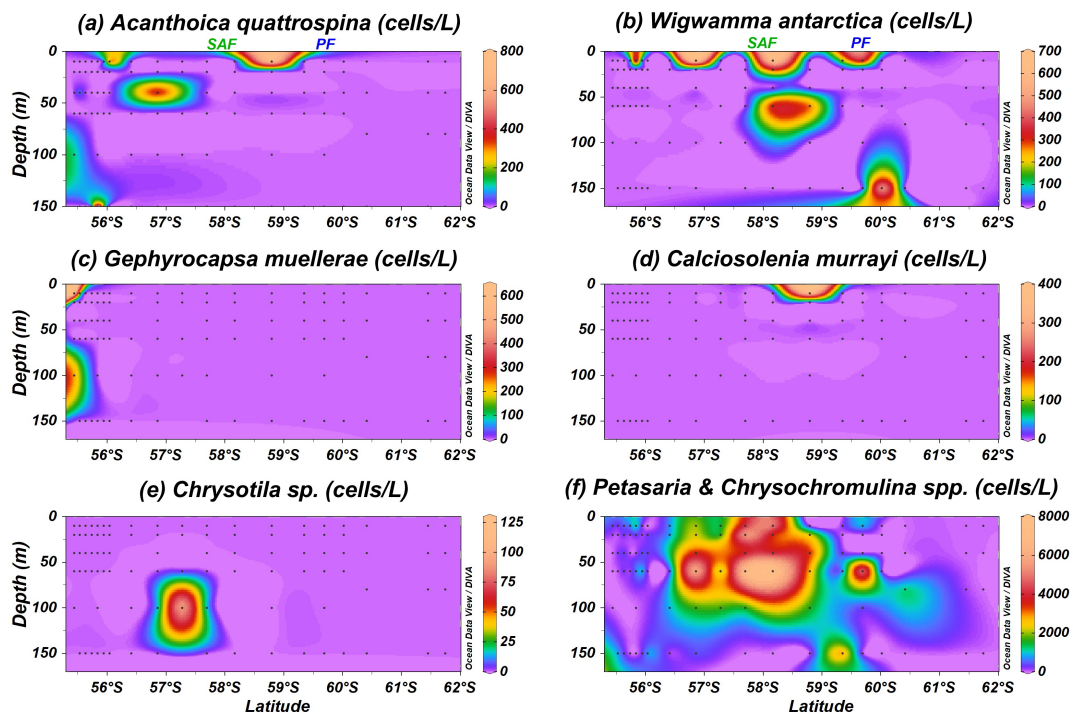 (a) Acanthoica quattrospina (cells/L)
SAF PF
0
50
100
150
Depth (m)
56°S 57°S 58°S 59°S 60°S 61°S 62°S
800
600
400
200
0
Ocean Data View / DIVA
(b) Wigwamma antarctica (cells/L)
SAF PF
0
50
100
150
56°S 57°S 58°S 59°S 60°S 61°S 62°S
700
600
500
400
300
200
100
0
Ocean Data View / DIVA
(c) Gephyrocapsa muellerae (cells/L)
0
50
100
150
Depth (m)
56°S 57°S 58°S 59°S 60°S 61°S 62°S
600
500
400
300
200
100
0
Ocean Data View / DIVA
(d) Calciosolenia murrayi (cells/L)
0
50
100
150
56°S 57°S 58°S 59°S 60°S 61°S 62°S
400
300
200
100
0
Ocean Data View / DIVA
(e) Chrysotila sp. (cells/L)
0
50
100
150
Depth (m)
56°S 57°S 58°S 59°S 60°S 61°S 62°S
Latitude
125
100
75
50
25
0
Ocean Data View / DIVA
(f) Petasaria & Chrysochromulina spp. (cells/L)
0
50
100
150
56°S 57°S 58°S 59°S 60°S 61°S 62°S
Latitude
8000
6000
4000
2000
0
Ocean Data View / DIVA